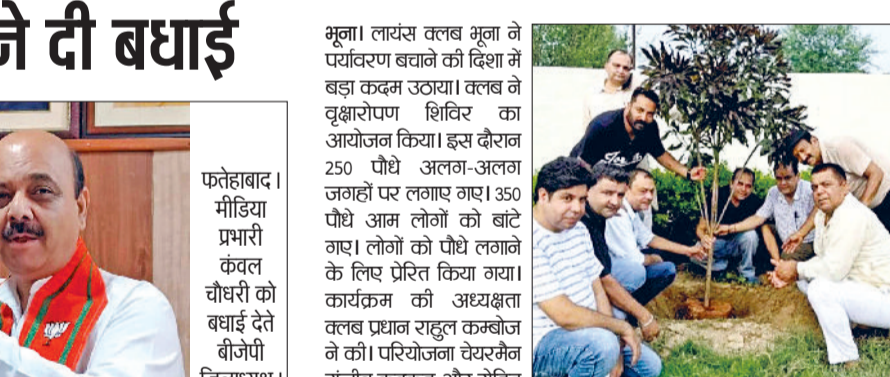 ने दी बधाई
फतेहाबाद।
मीडिया
प्रभारी
कंवल
चौधरी को
बधाई देते
बीजेपी
भूना। लायंस क्लब भूना ने
पर्यावरण बचाने की दिशा में
बड़ा कदम उठाया। क्लब ने
वृक्षारोपण शिविर का
आयोजन किया। इस दौरान
250 पौधे अलग-अलग
जगहों पर लगाए गए। 350
पौधे आम लोगों को बांटे
गए। लोगों को पौधे लगाने
के लिए प्रेरित किया गया।
कार्यक्रम की अध्यक्षता
क्लब प्रधान राहुल कम्बोज
ने की। परियोजना चेयरमैन